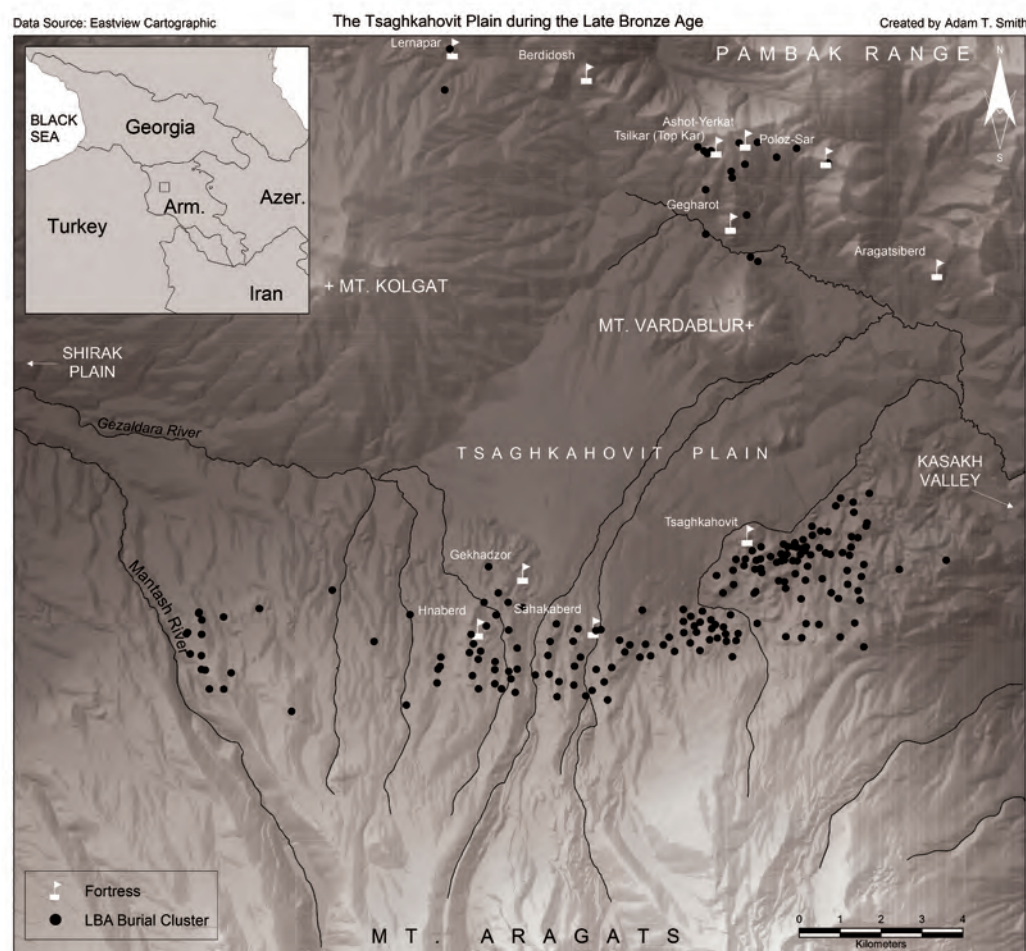 Data Source: Eastview Cartographic
The Tsaghkahovit Plain during the Late Bronze Age
Created by Adam T. Smith
Lernapar
Berdidosh
PAMBAK RANGE
N
S
BLACK
SEA
Georgia
Turkey
Arm.
Azer.
Iran
Ashot-Yerkat
Tsilkar (Top Kar)
Poloz-Sar
Gegharot
Aragatsiberd
+ MT. KOLGAT
MT. VARDABLUR+
SHIRAK
PLAIN
Gezaldara River
TSAGHKAHOVIT PLAIN
KASAKH
VALLEY
Tsaghkahovit
Gekhadzor
Mantash River
Hnaberd
Sahakaberd
Fortress
LBA Burial Cluster
MT. ARAGATS
0 1 2 3 4
Kilometers